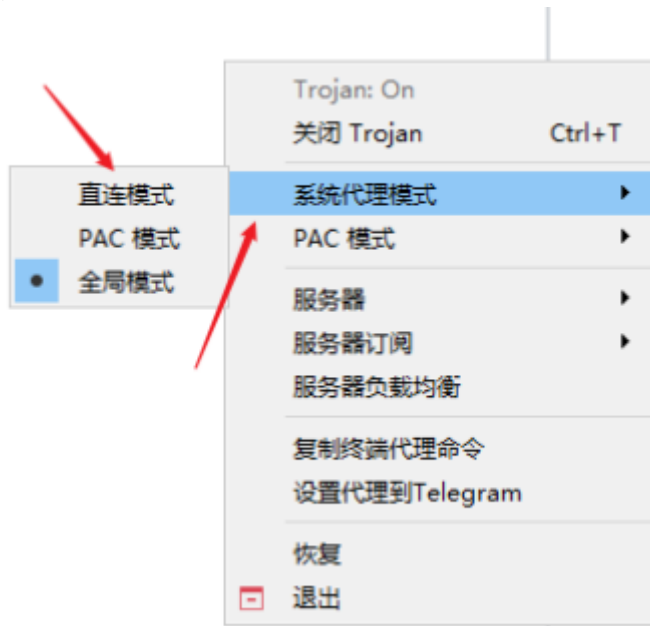 Trojan: On
关闭 Trojan Ctrl+T
系统代理模式
PAC 模式
服务器
服务器订阅
服务器负载均衡
复制终端代理命令
设置代理到Telegram
恢复
退出
直连模式
PAC 模式
全局模式